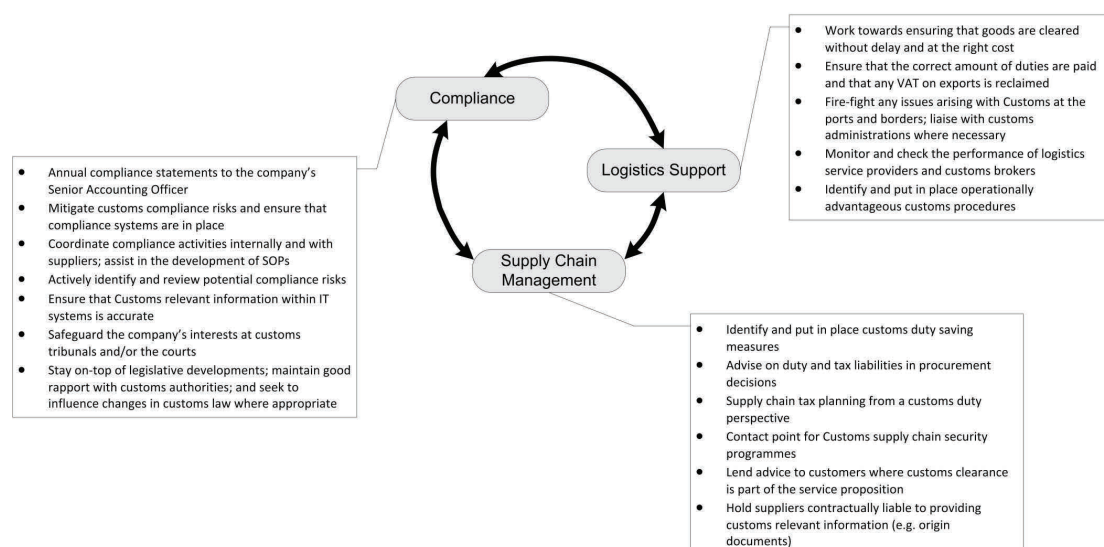 Compliance
Logistics Support
Supply Chain
Management
● Work towards ensuring that goods are cleared
without delay and at the right cost
● Ensure that the correct amount of duties are paid
and that any VAT on exports is reclaimed
● Fire-fight any issues arising with Customs at the
ports and borders; liaise with customs
administrations where necessary
● Monitor and check the performance of logistics
service providers and customs brokers
● Identify and put in place operationally
advantageous customs procedures
● Annual compliance statements to the company’s
Senior Accounting Officer
● Mitigate customs compliance risks and ensure that
compliance systems are in place
● Coordinate compliance activities internally and with
suppliers; assist in the development of SOPs
● Actively identify and review potential compliance risks
● Ensure that Customs relevant information within IT
systems is accurate
● Safeguard the company’s interests at customs
tribunals and/or the courts
● Stay on-top of legislative developments; maintain good
rapport with customs authorities; and seek to
influence changes in customs law where appropriate
● Identify and put in place customs duty saving
measures
● Advise on duty and tax liabilities in procurement
decisions
● Supply chain tax planning from a customs duty
perspective
● Contact point for Customs supply chain security
programmes
● Lend advice to customers where customs clearance
is part of the service proposition
● Hold suppliers contractually liable to providing
customs relevant information (e.g. origin
documents)